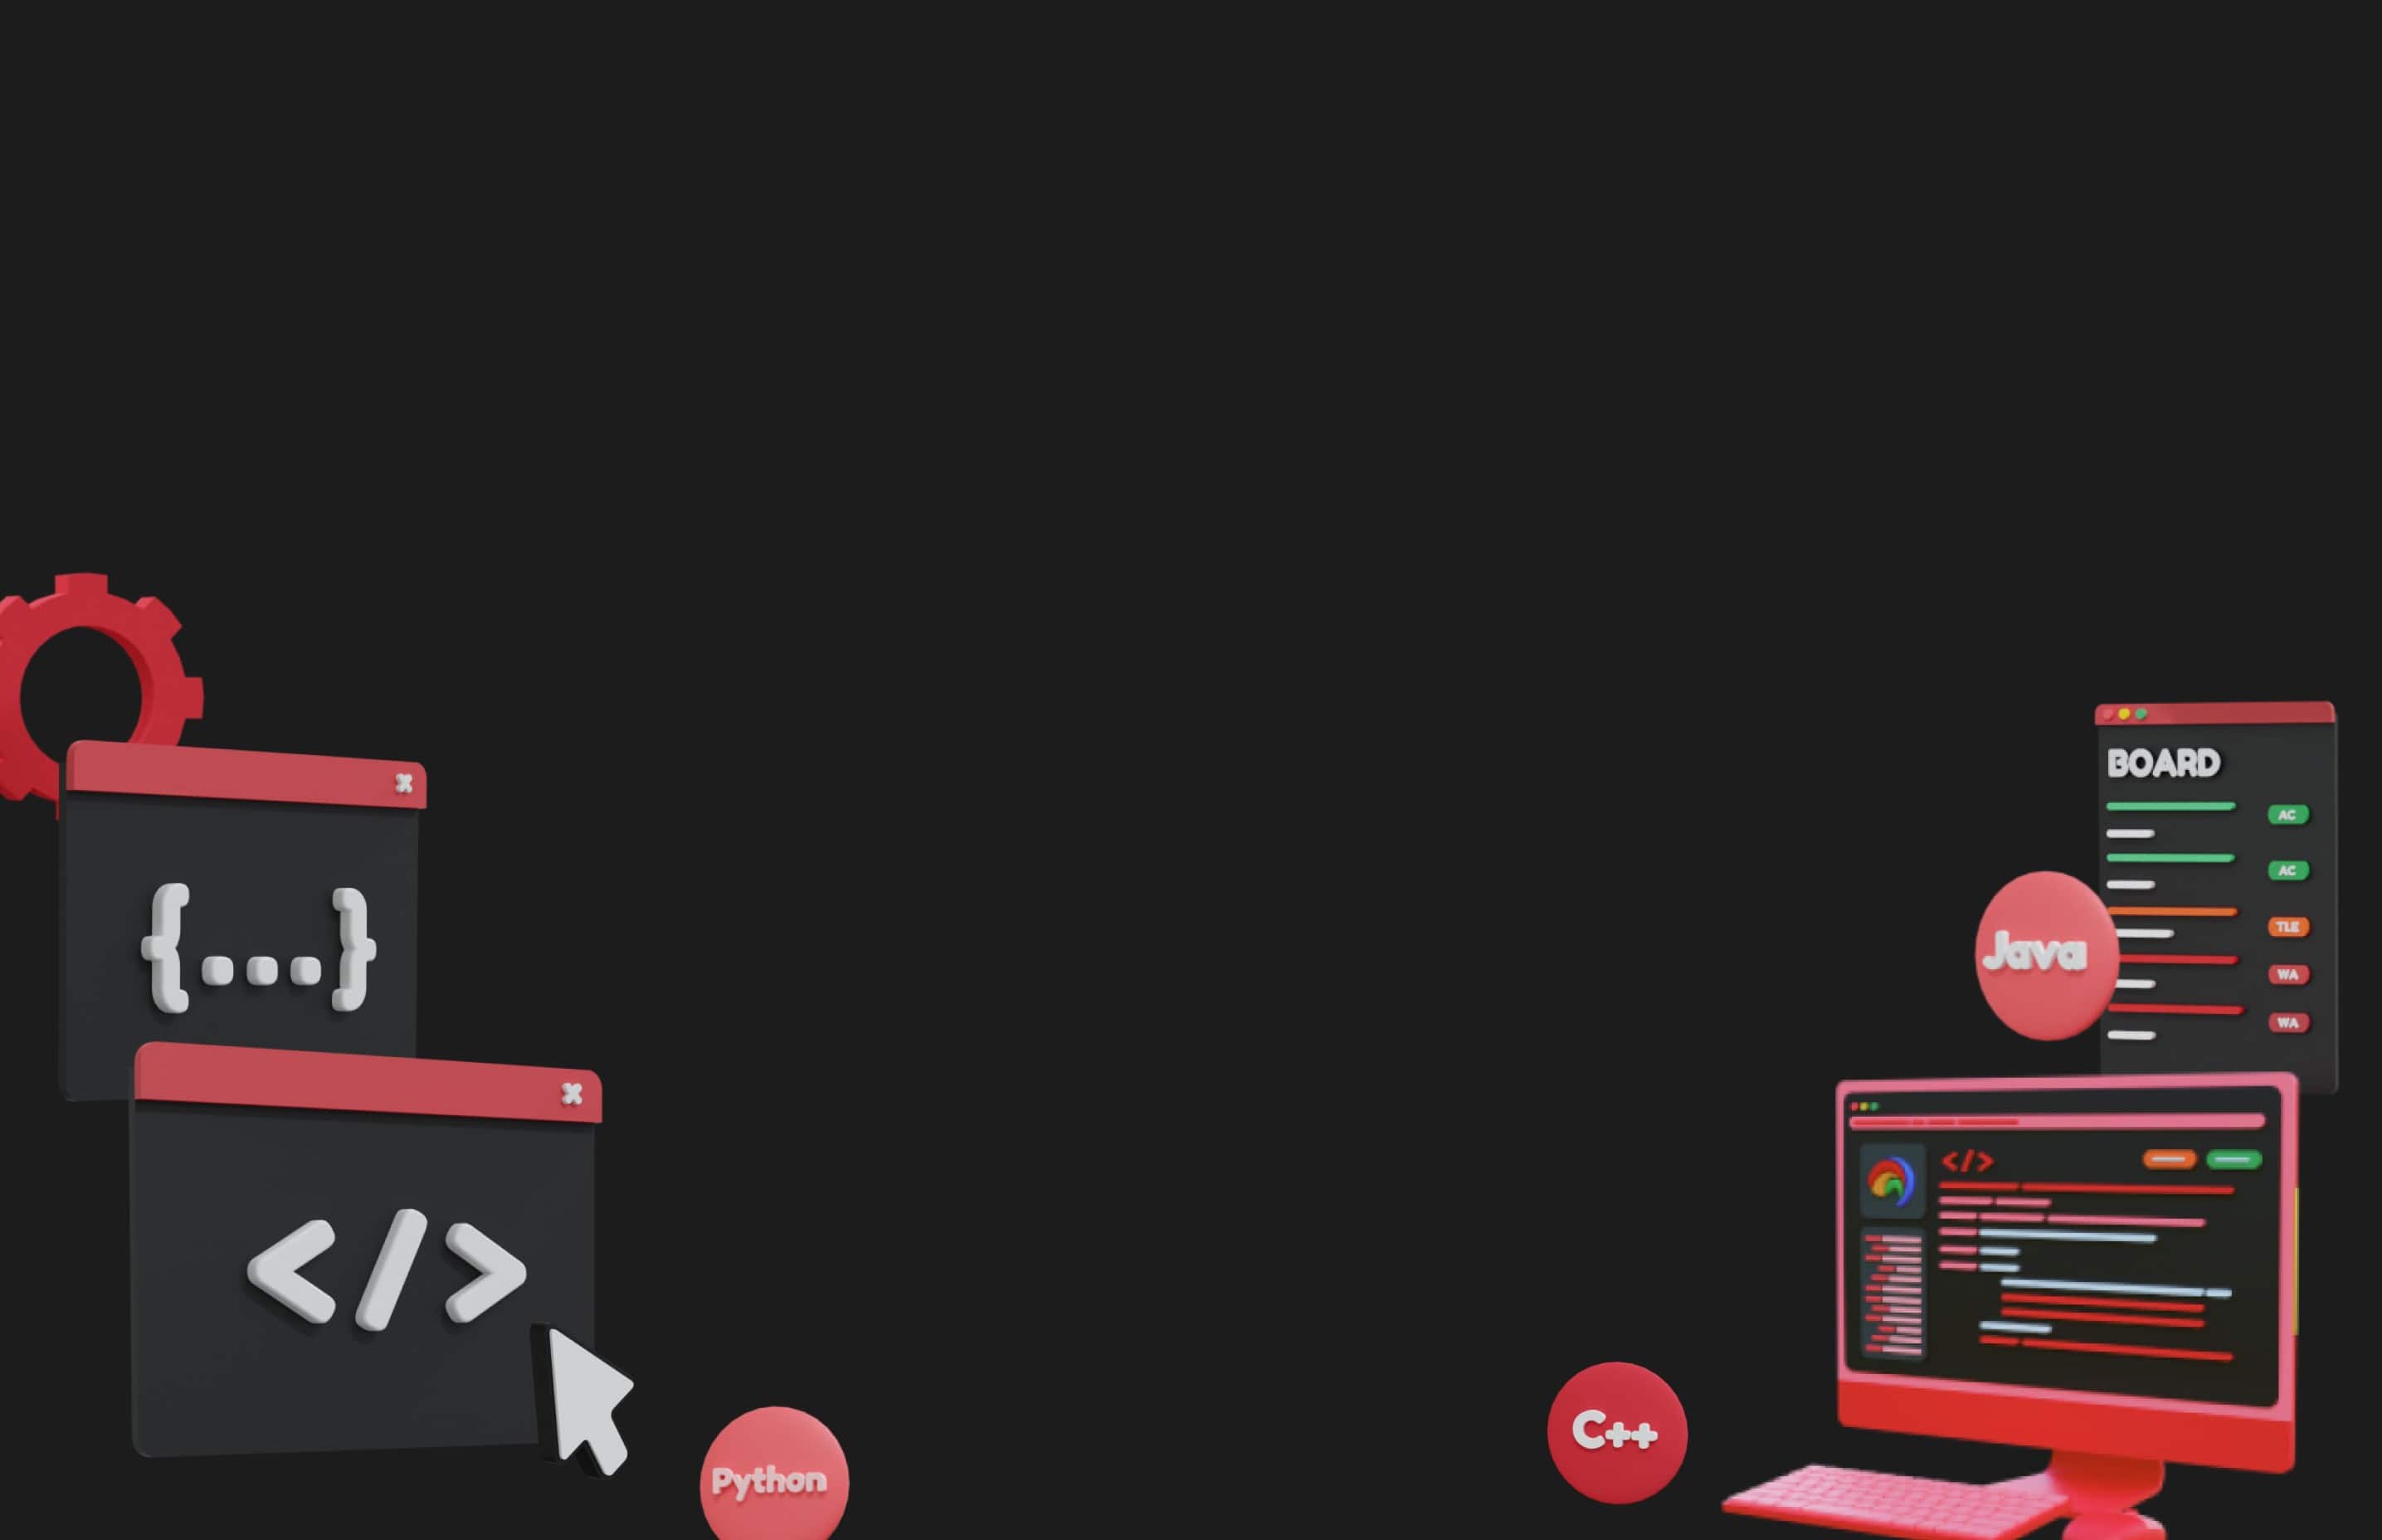 {...}
</>
Python
C++
Java
BOARD
AC
AC
TLE
WA
WA
</>